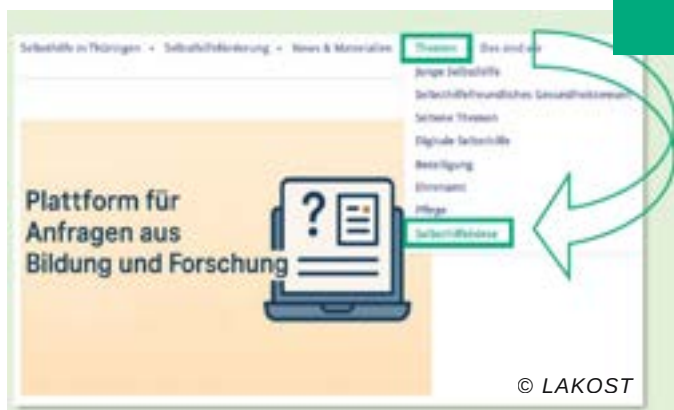 Selbsthilfe in Thüringen Selbsthilfeförderung News & Materialien Themen Das sind wir
Junge Selbsthilfe
Selbsthilfefreundliches Gesundheitswesen
Seltene Themen
Digitale Selbsthilfe
Beteiligung
Ehrenamt
Pflege
Plattform für
Anfragen aus
Bildung und Forschung
?
© LAKOST